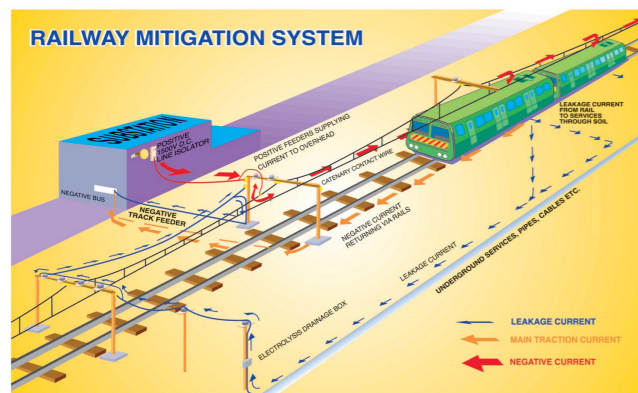 RAILWAY MITIGATION SYSTEM
SUBSTATION
POSITIVE
1500V D.C.
LINE ISOLATOR
POSITIVE FEEDERS SUPPLYING
CURRENT TO OVERHEAD
LEAKAGE CURRENT
FROM RAIL
TO SERVICES
THROUGH SOIL
CATENARY CONTACT WIRE
NEGATIVE BUS
NEGATIVE
TRACK FEEDER
NEGATIVE CURRENT
RETURNING VIA RAILS
LEAKAGE CURRENT
UNDERGROUND SERVICES, PIPES, CABLES ETC.
ELECTROLYSIS DRAINAGE BOX
LEAKAGE CURRENT
MAIN TRACTION CURRENT
NEGATIVE CURRENT